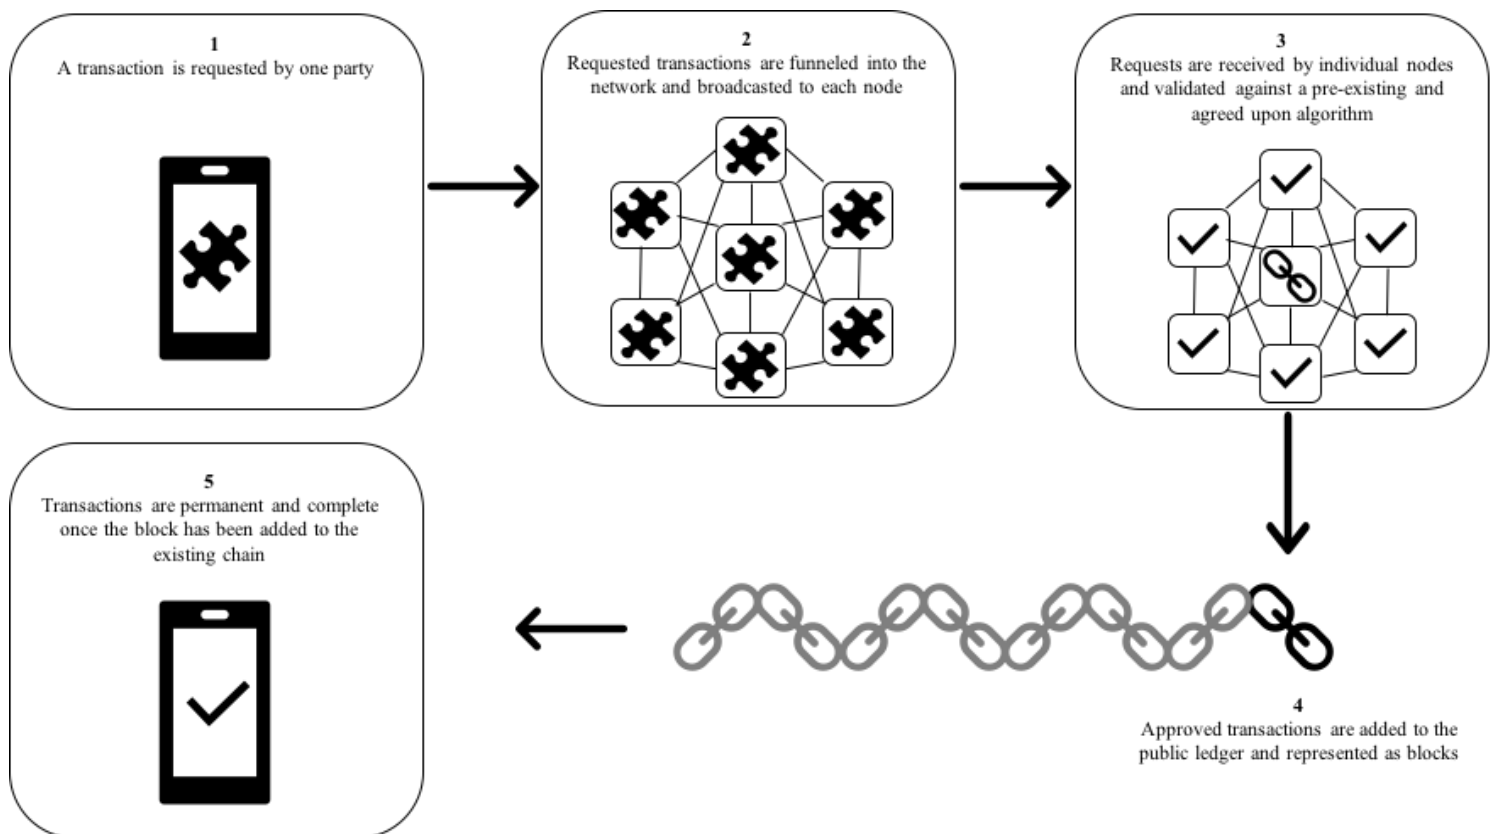 1
A transaction is requested by one party
2
Requested transactions are funneled into the
network and broadcasted to each node
3
Requests are received by individual nodes
and validated against a pre-existing and
agreed upon algorithm
4
Approved transactions are added to the
public ledger and represented as blocks
5
Transactions are permanent and complete
once the block has been added to the
existing chain